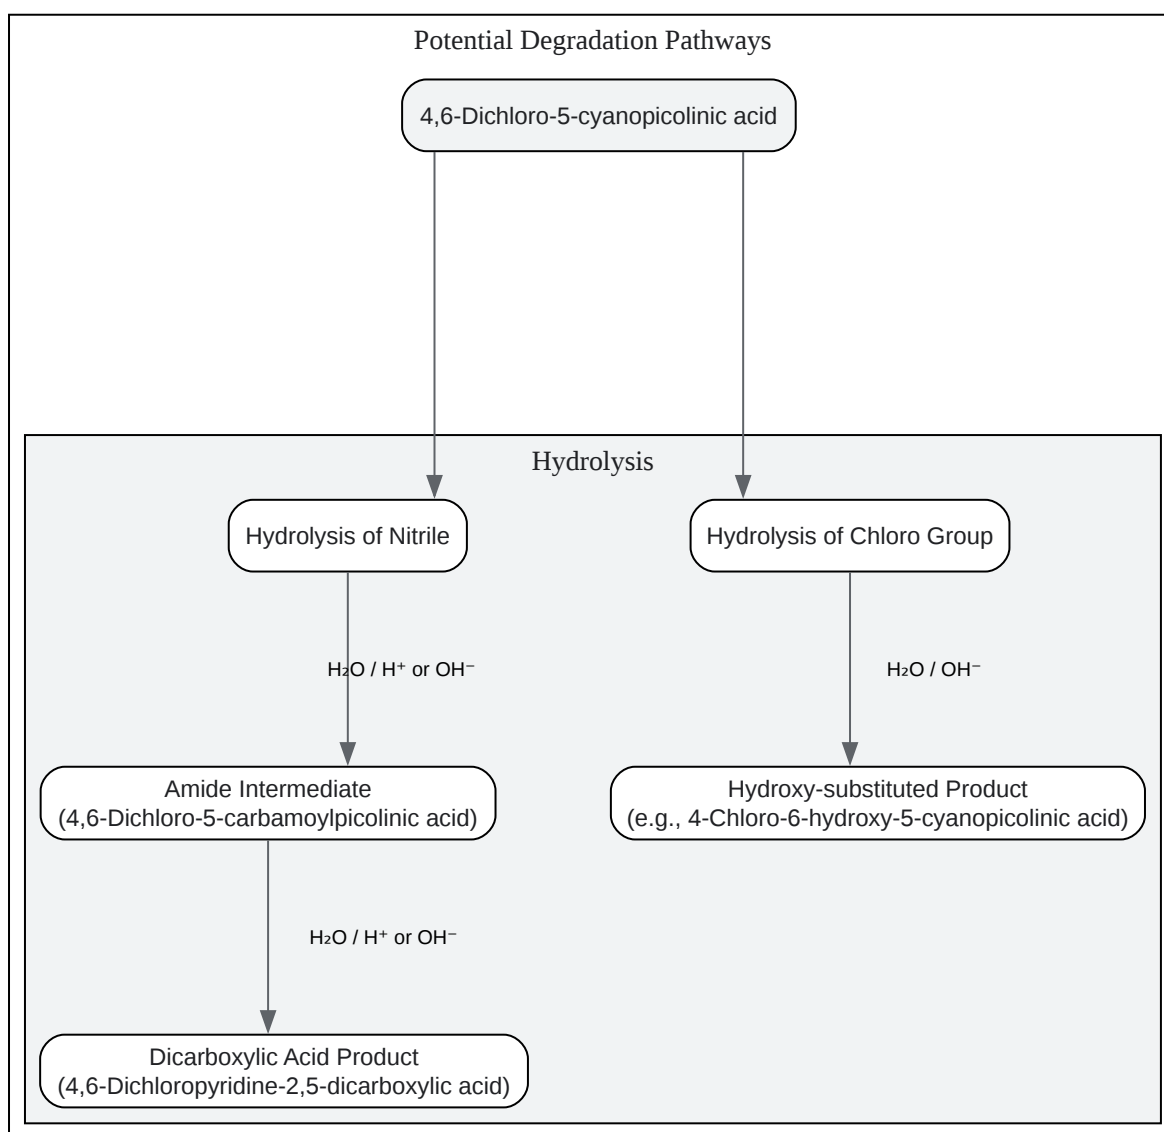 Potential Degradation Pathways
4,6-Dichloro-5-cyanopicolinic acid
Hydrolysis
Hydrolysis of Nitrile
Hydrolysis of Chloro Group
H₂O / H⁺ or OH⁻
H₂O / OH⁻
Amide Intermediate
(4,6-Dichloro-5-carbamoylpicolinic acid)
Hydroxy-substituted Product
(e.g., 4-Chloro-6-hydroxy-5-cyanopicolinic acid)
H₂O / H⁺ or OH⁻
Dicarboxylic Acid Product
(4,6-Dichloropyridine-2,5-dicarboxylic acid)